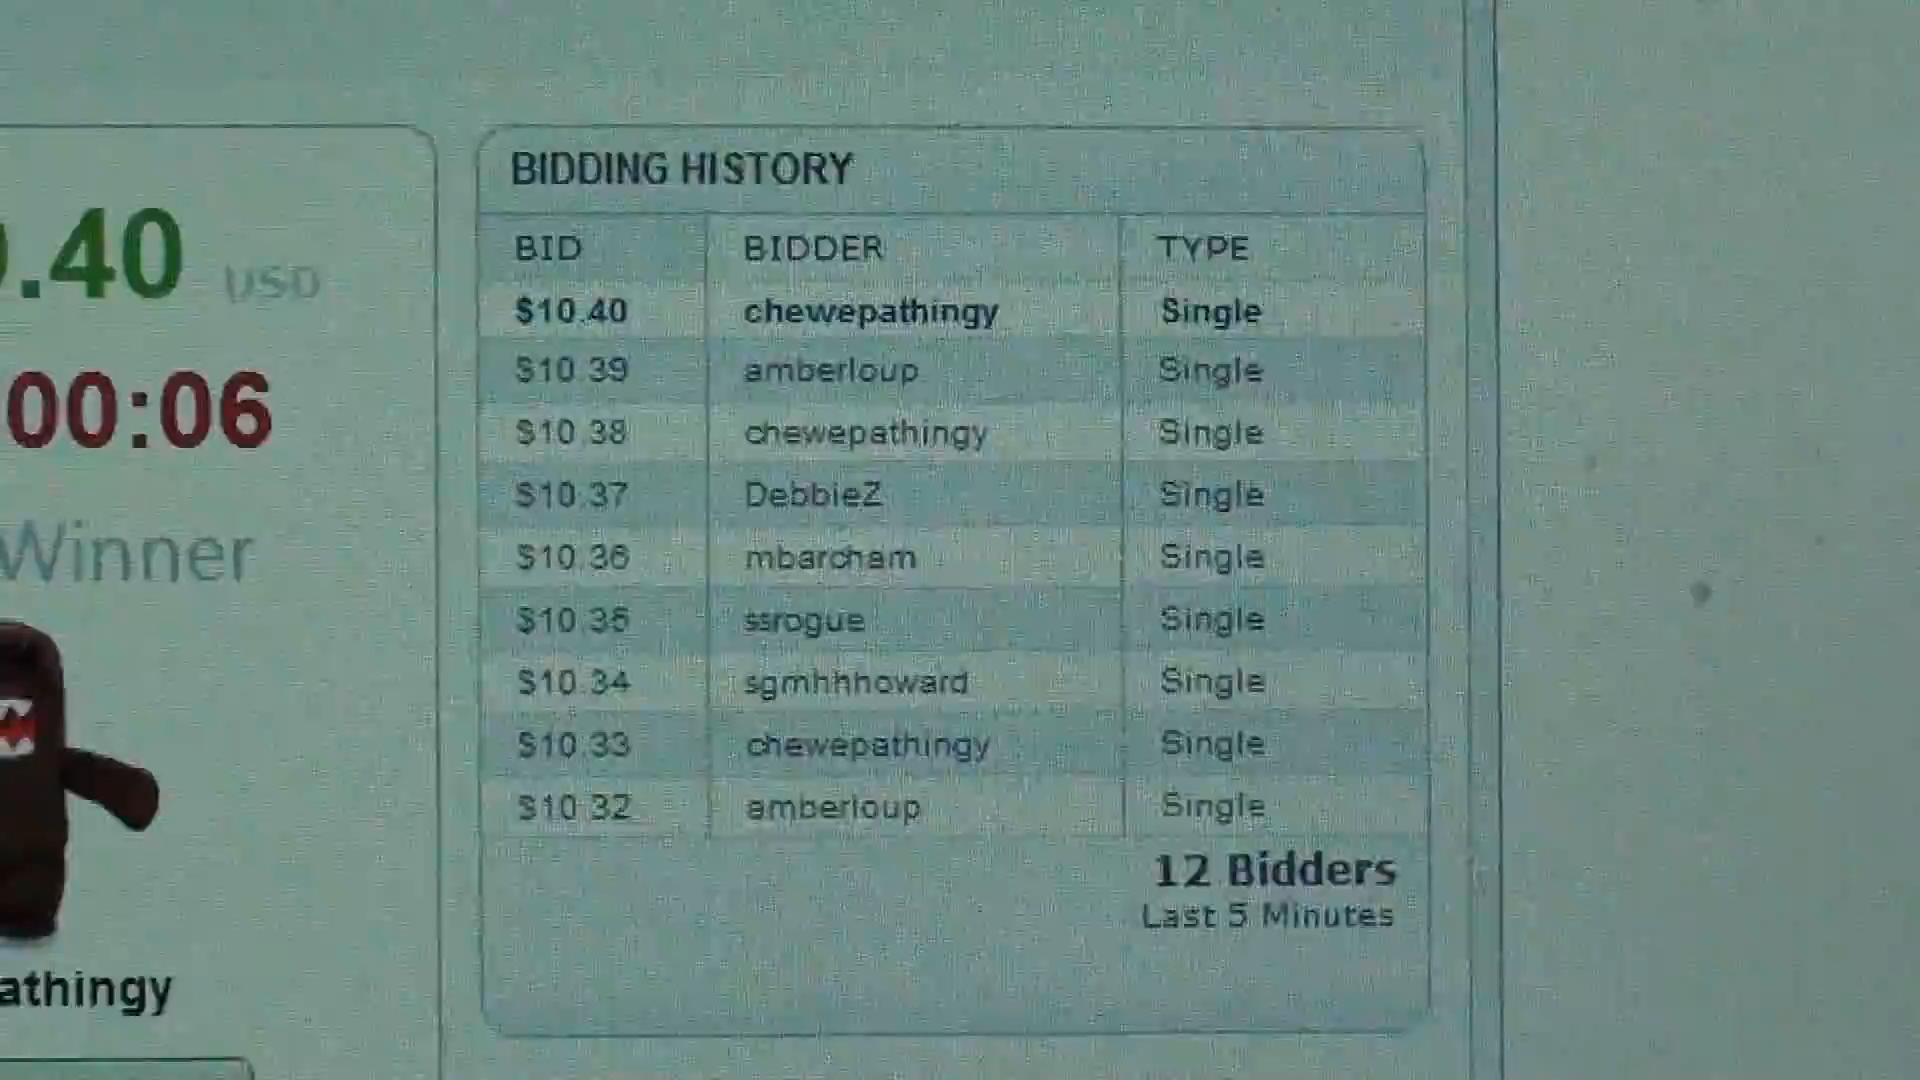 .40 USD
00:06
Winner
athingy
BIDDING HISTORY
BID BIDDER TYPE
$10.40 chewepathingy Single
$10.39 amberloup Single
$10.38 chewepathingy Single
$10.37 DebbieZ Single
$10.36 mbarcham Single
$10.35 ssrogue Single
$10.34 sgmhhhoward Single
$10.33 chewepathingy Single
$10.32 amberloup Single
12 Bidders
Last 5 Minutes